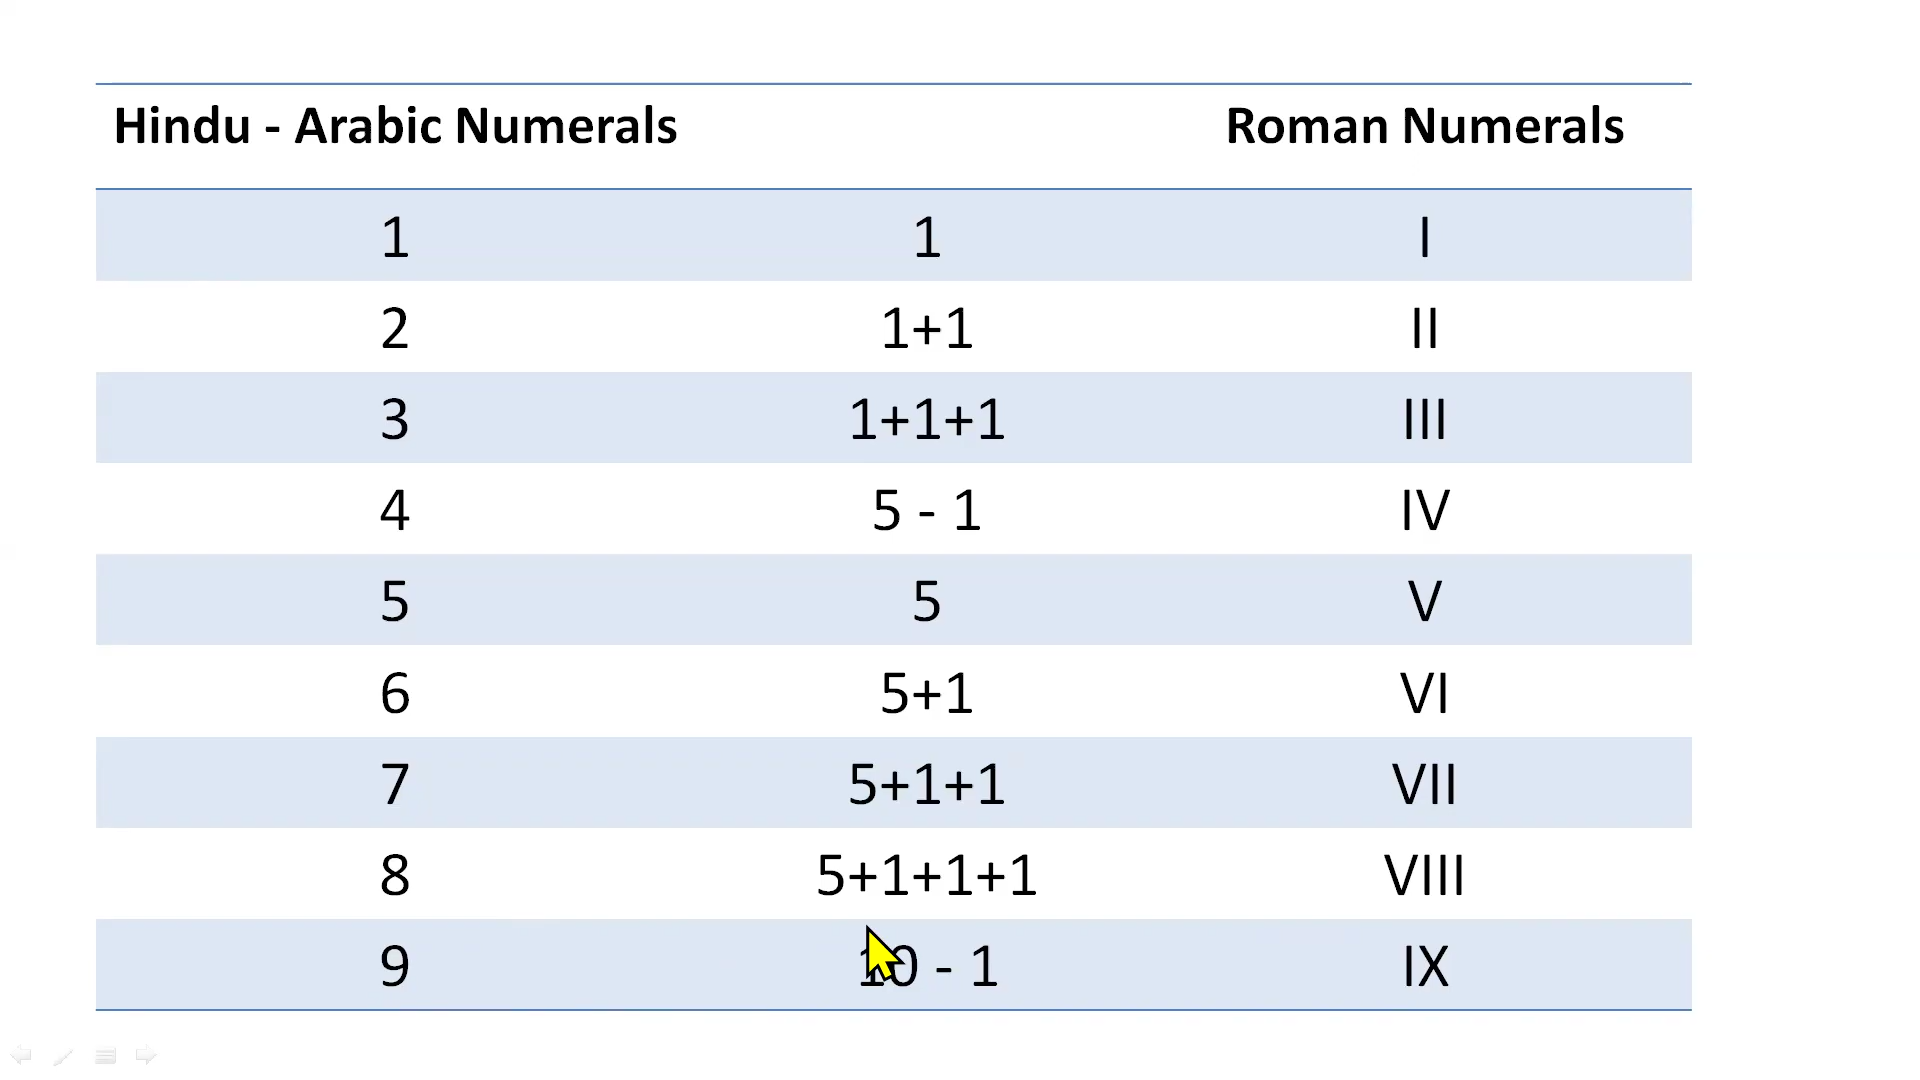 Hindu - Arabic Numerals Roman Numerals
1 1 I
2 1+1 II
3 1+1+1 III
4 5 - 1 IV
5 5 V
6 5+1 VI
7 5+1+1 VII
8 5+1+1+1 VIII
9 10 - 1 IX